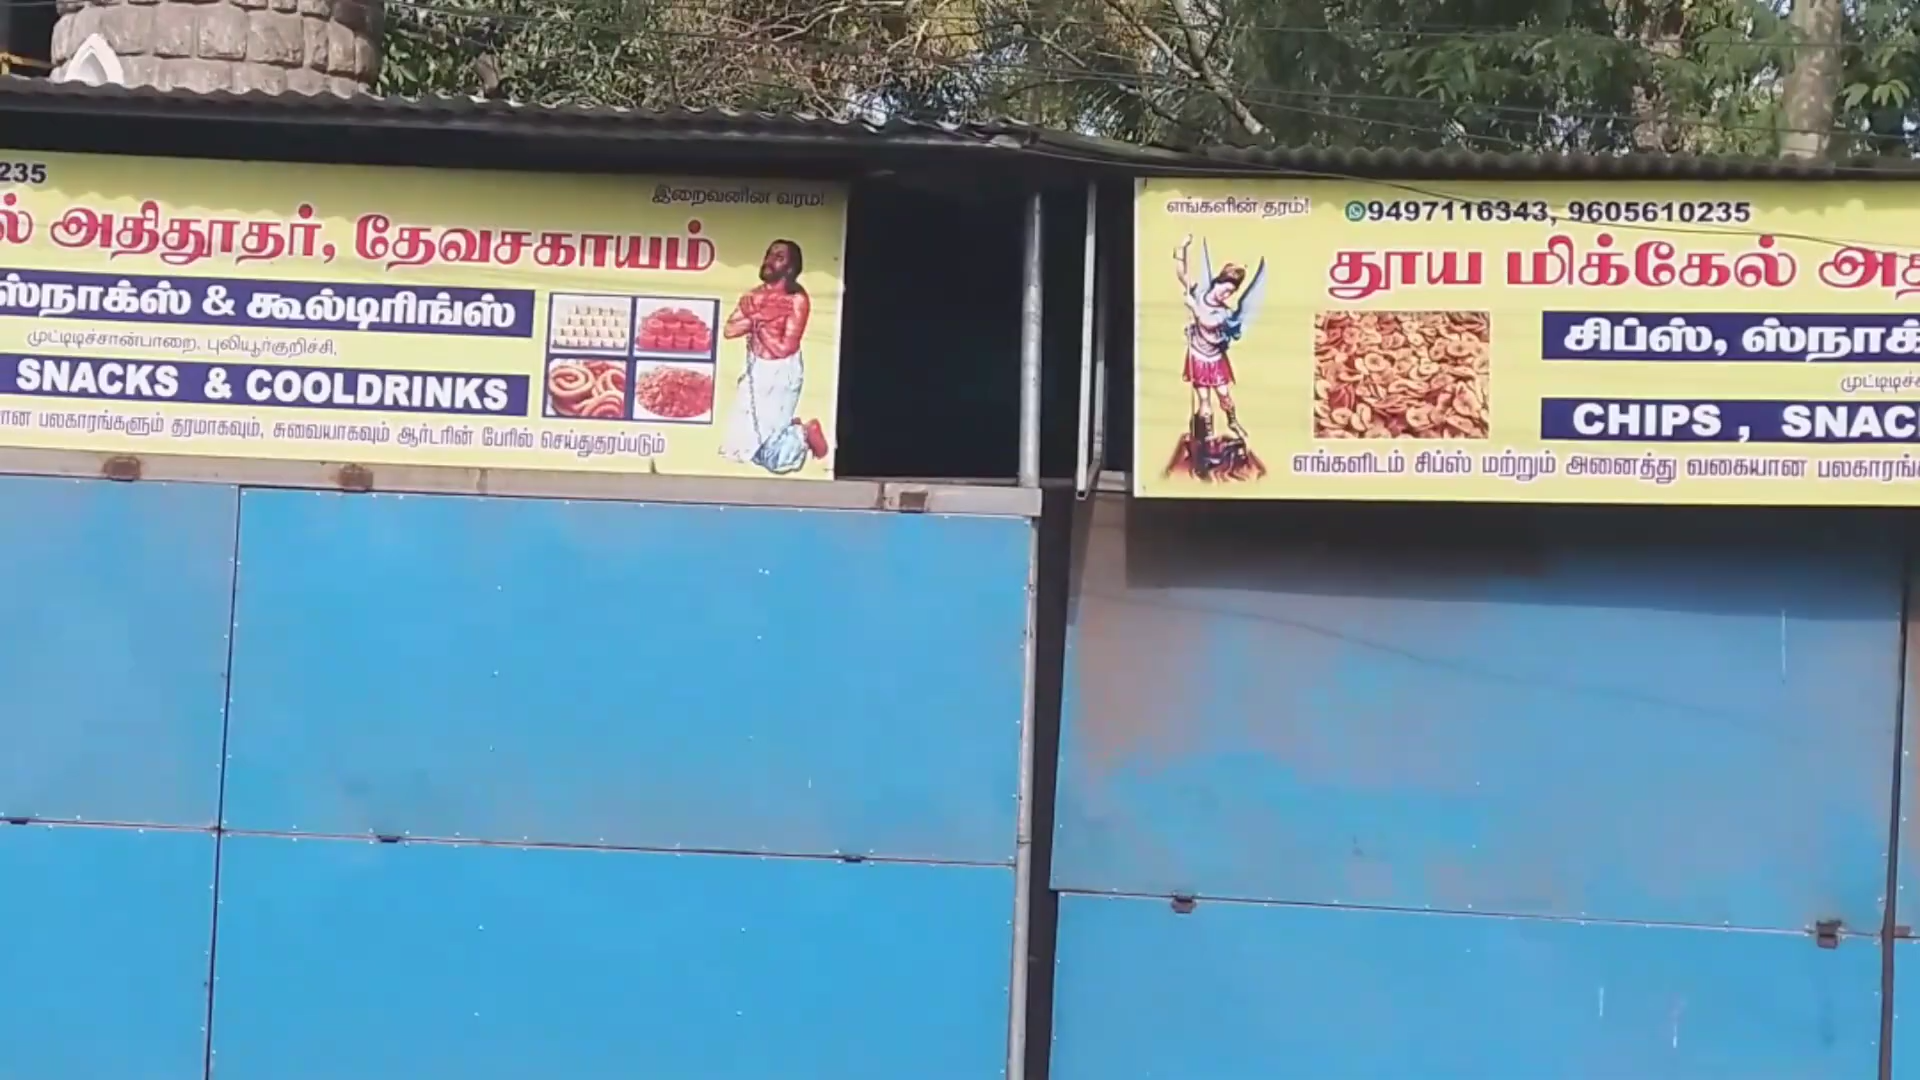 235
இறைவனின் வரம்!
ல் அதிதூதர், தேவசகாயம்
ஸ்நாக்ஸ் & கூல்டிரிங்ஸ்
முட்டிடிச்சான்பாறை, புலியூர்குறிச்சி,
SNACKS & COOLDRINKS
ான பலகாரங்களும் தரமாகவும், சுவையாகவும் ஆர்டரின் பேரில் செய்துதரப்படும்
எங்களின் தரம்!
9497116343, 9605610235
தூய மிக்கேல் அத
சிப்ஸ், ஸ்நாக்
முட்டிடிச்ச
CHIPS , SNAC
எங்களிடம் சிப்ஸ் மற்றும் அனைத்து வகையான பலகாரங்க